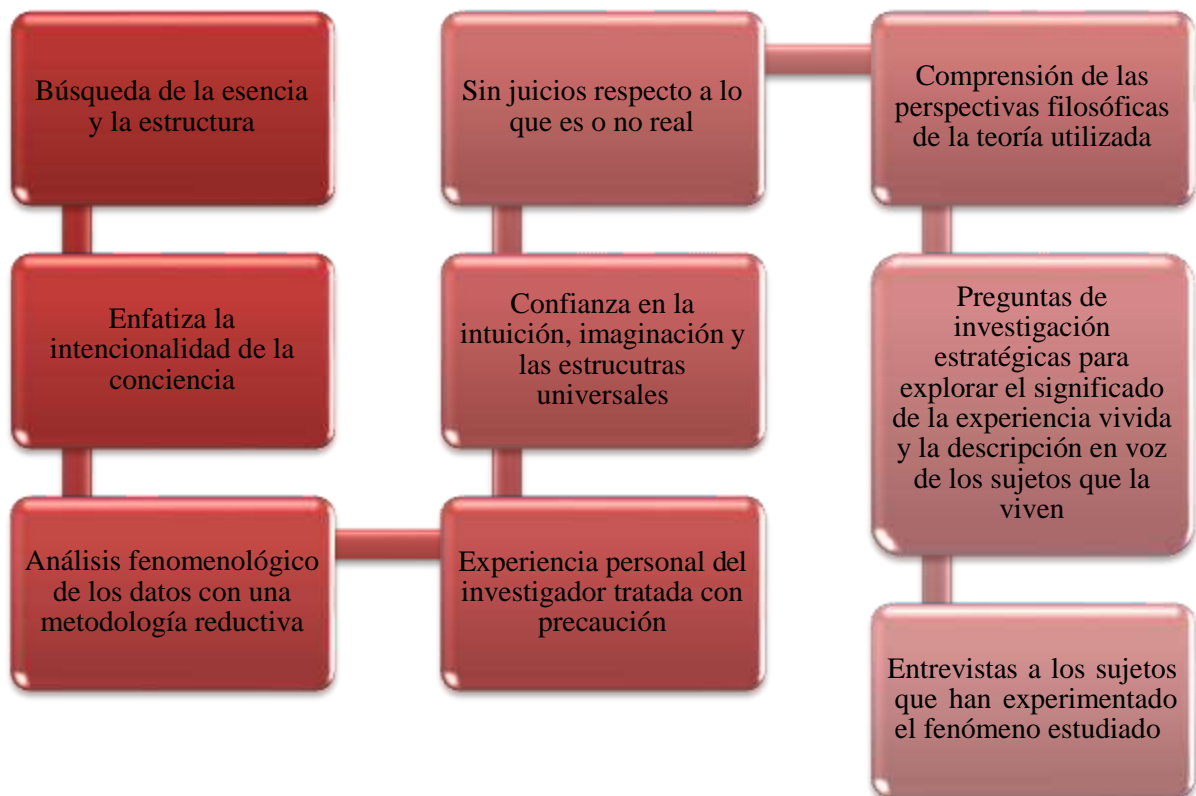 Búsqueda de la esencia
y la estructura
Enfatiza la
intencionalidad de la
conciencia
Análisis fenomenológico
de los datos con una
metodología reductiva
Experiencia personal del
investigador tratada con
precaución
Confianza en la
intuición, imaginación y
las estrucutras
universales
Sin juicios respecto a lo
que es o no real
Comprensión de las
perspectivas filosóficas
de la teoría utilizada
Preguntas de
investigación
estratégicas para
explorar el significado
de la experiencia vivida
y la descripción en voz
de los sujetos que la
viven
Entrevistas a los sujetos
que han experimentado
el fenómeno estudiado